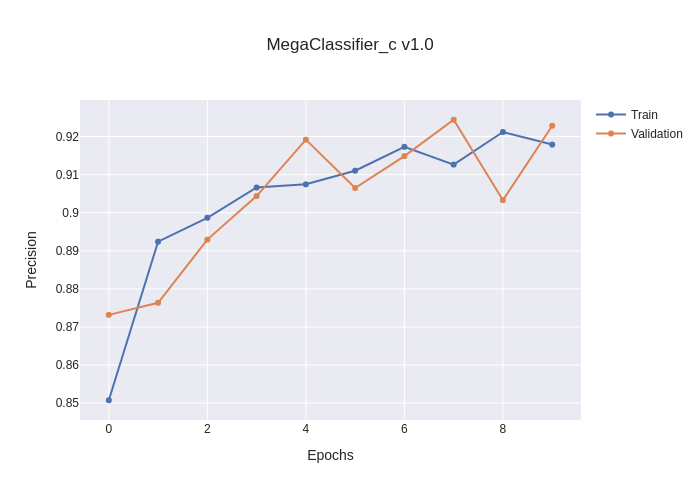 MegaClassifier_c v1.0
Train
Validation
0.92
0.91
0.9
0.89
0.88
0.87
0.86
0.85
Precision
0
2
4
6
8
Epochs